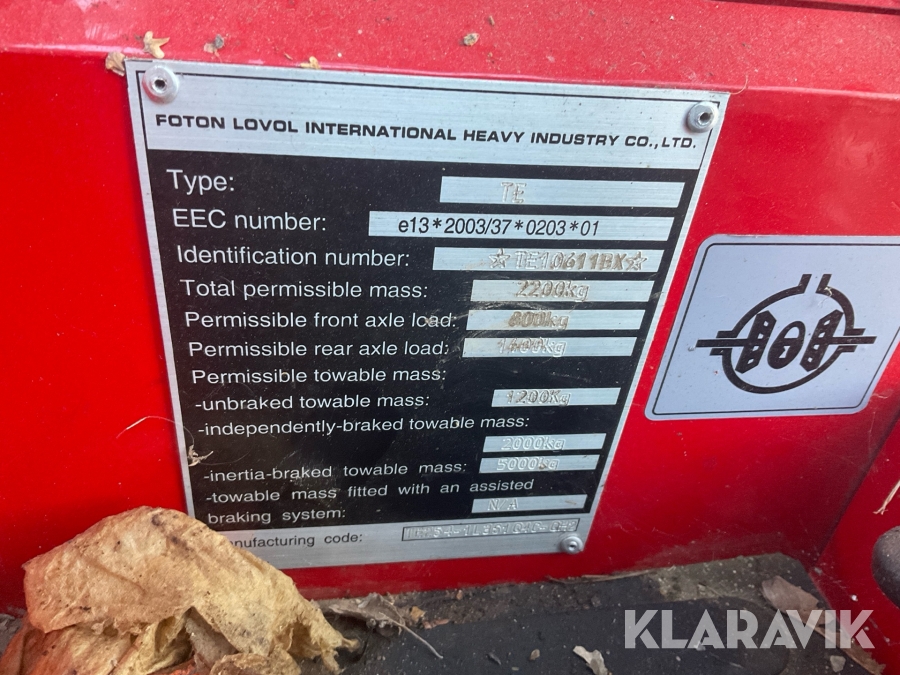 FOTON LOVOL INTERNATIONAL HEAVY INDUSTRY CO., LTD.
Type: TE
EEC number: e13*2003/37*0203*01
Identification number: ☆TE10611BX☆
Total permissible mass: 2200kg
Permissible front axle load: 800kg
Permissible rear axle load: 1400kg
Permissible towable mass:
-unbraked towable mass: 1200Kg
-independently-braked towable mass:
2000kg
-inertia-braked towable mass: 5000kg
-towable mass fitted with an assisted
braking system: N/A
nufacturing code:
KLARAVIK